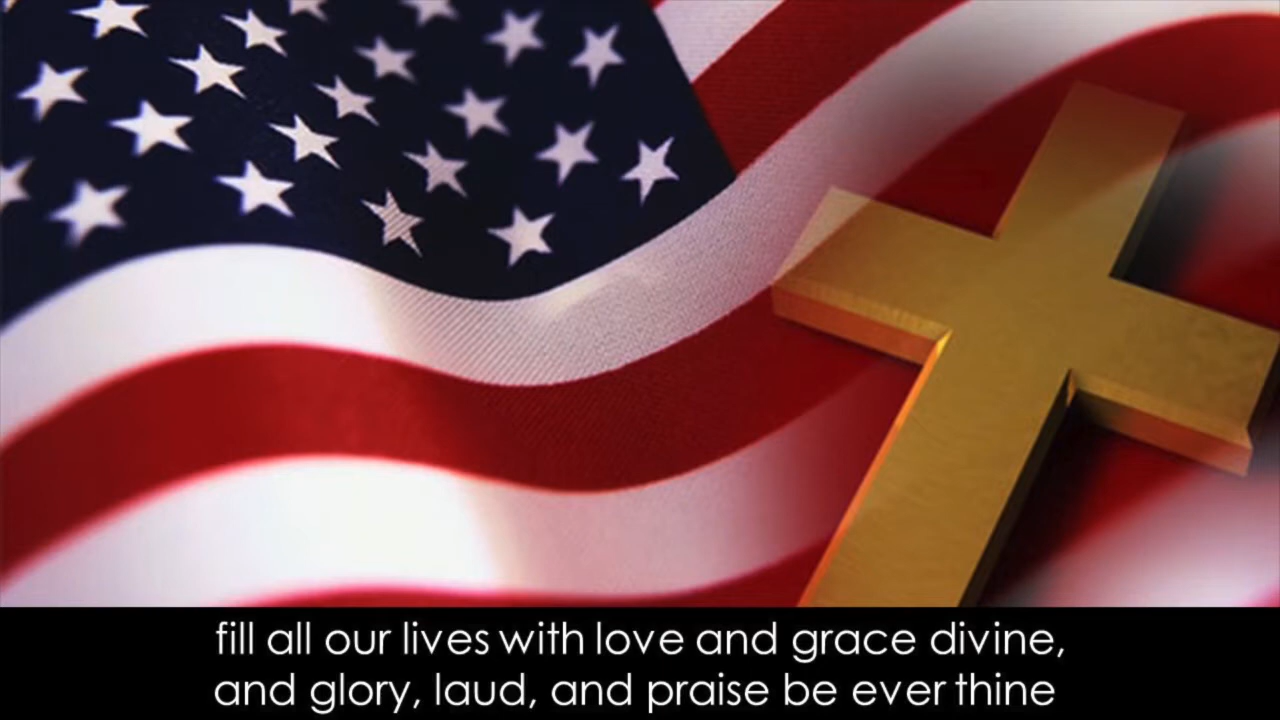 fill all our lives with love and grace divine,
and glory, laud, and praise be ever thine